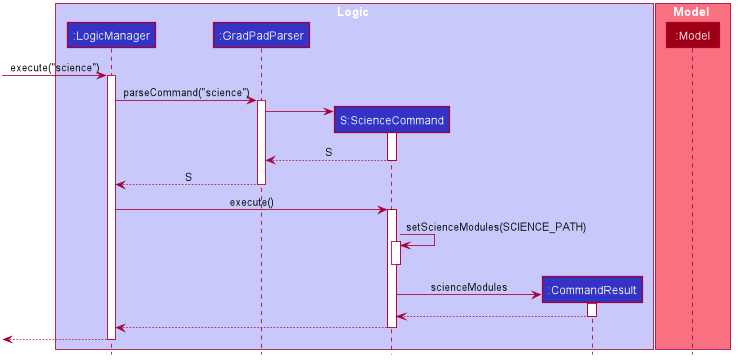 Logic
Model
:LogicManager
:GradPadParser
:Model
execute("science")
parseCommand("science")
S:ScienceCommand
S
S
execute()
setScienceModules(SCIENCE_PATH)
scienceModules
:CommandResult